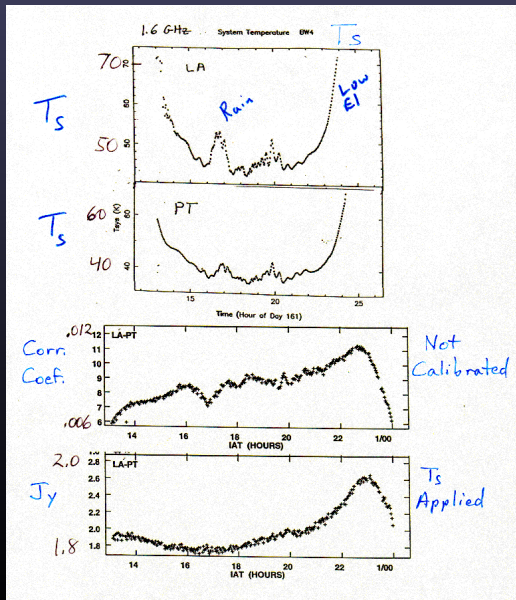 1.6 GHz System Temperature BW4 Ts
70
LA
Rain
Low
El
Ts
60
50
50
PT
Ts
60
60
Tsys (K)
40
40
15 20 25
Time (Hour of Day 161)
.012 12 LA-PT
11
10
9
8
7
.006 6
Corr.
Coef.
Not
Calibrated
14 16 18 20 22 1/00
IAT (HOURS)
2.0 2.8 LA-PT
2.6
2.4
2.2
2.0
1.8 1.8
Jy
Ts
Applied
14 16 18 20 22 1/00
IAT (HOURS)